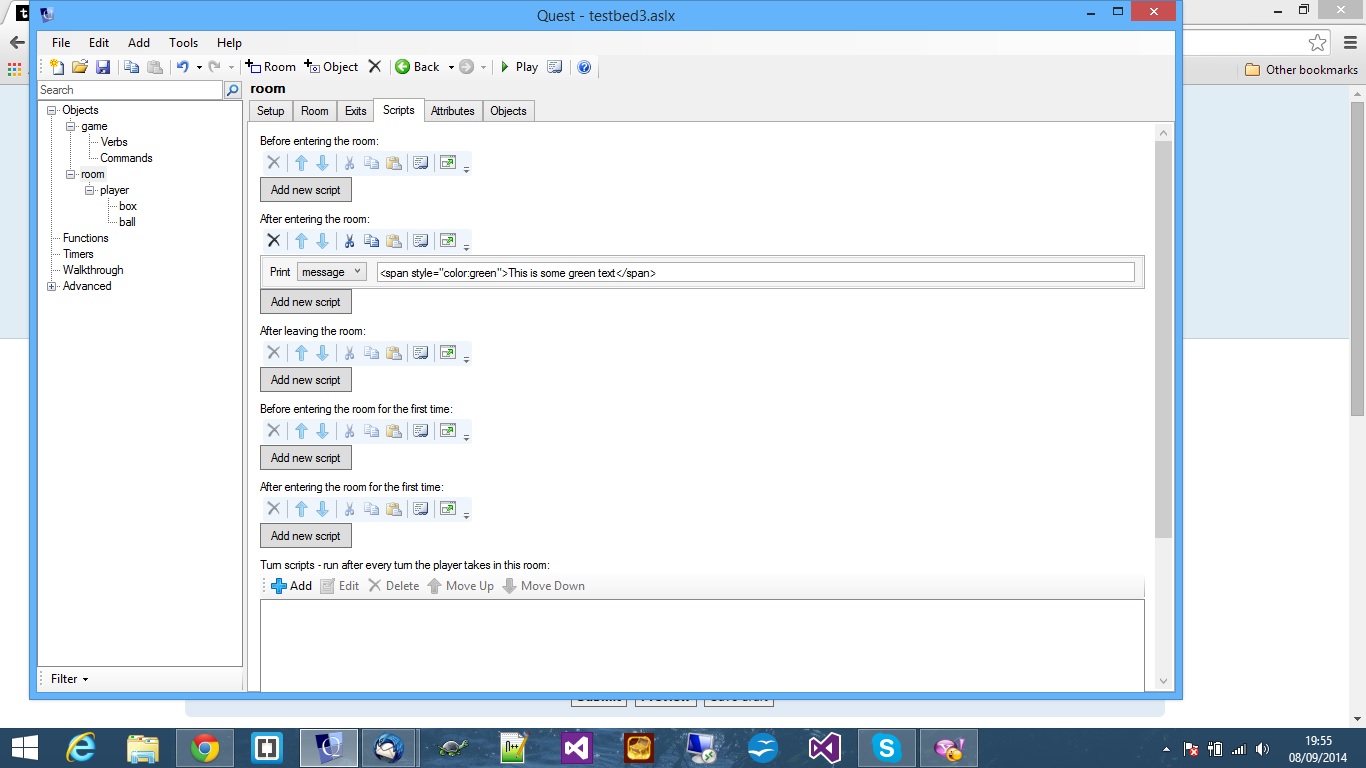 Quest - testbed3.aslx
File Edit Add Tools Help
Room Object Back Play
Other bookmarks
Search
room
Setup Room Exits Scripts Attributes Objects
Objects
game
Verbs
Commands
room
player
box
ball
Functions
Timers
Walkthrough
Advanced
Filter
Before entering the room:
Add new script
After entering the room:
Print message <span style="color:green">This is some green text</span>
Add new script
After leaving the room:
Add new script
Before entering the room for the first time:
Add new script
After entering the room for the first time:
Add new script
Turn scripts - run after every turn the player takes in this room:
Add Edit Delete Move Up Move Down
19:55
08/09/2014